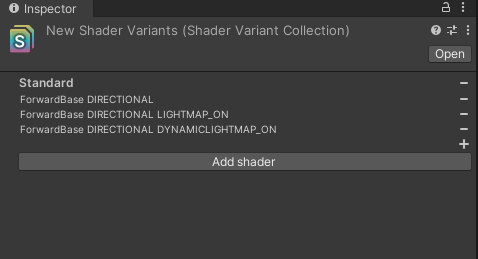 Inspector
New Shader Variants (Shader Variant Collection)
Open
Standard
ForwardBase DIRECTIONAL
ForwardBase DIRECTIONAL LIGHTMAP_ON
ForwardBase DIRECTIONAL DYNAMICLIGHTMAP_ON
Add shader